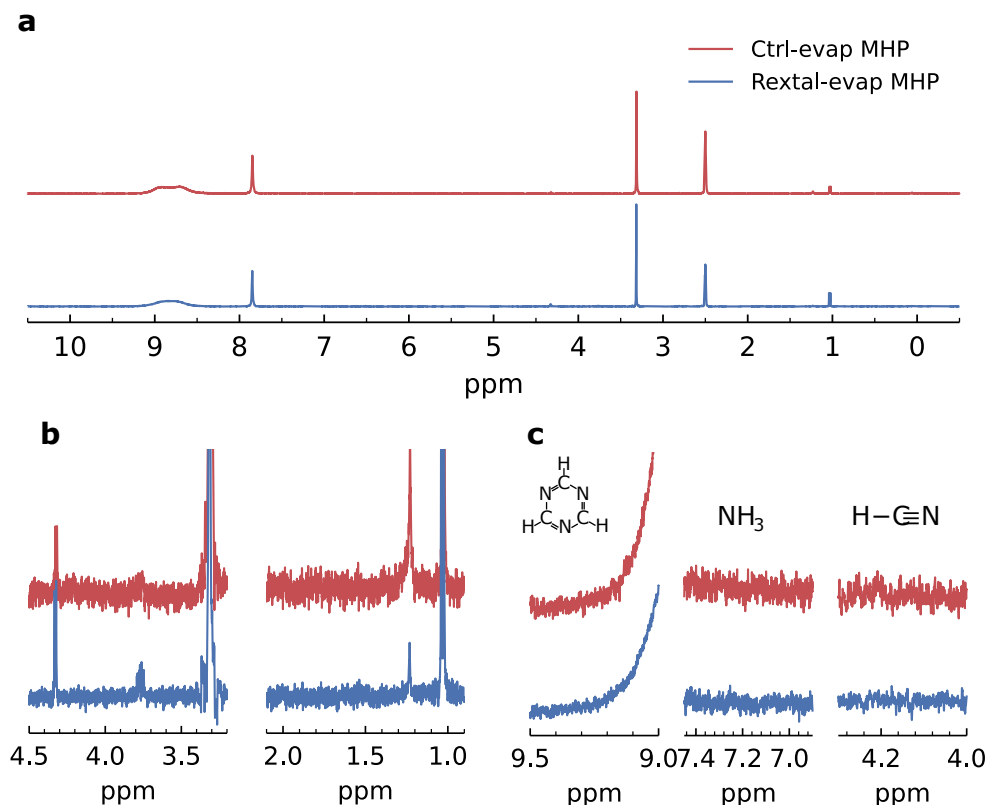 a
Ctrl-evap MHP
Rextal-evap MHP
10 9 8 7 6 5 4 3 2 1 0
ppm
b
c
H
C
N N
HC CH
N
NH3
H–C≡N
4.5 4.0 3.5
2.0 1.5 1.0
9.5 9.0
7.4 7.2 7.0
4.2 4.0
ppm ppm ppm ppm ppm